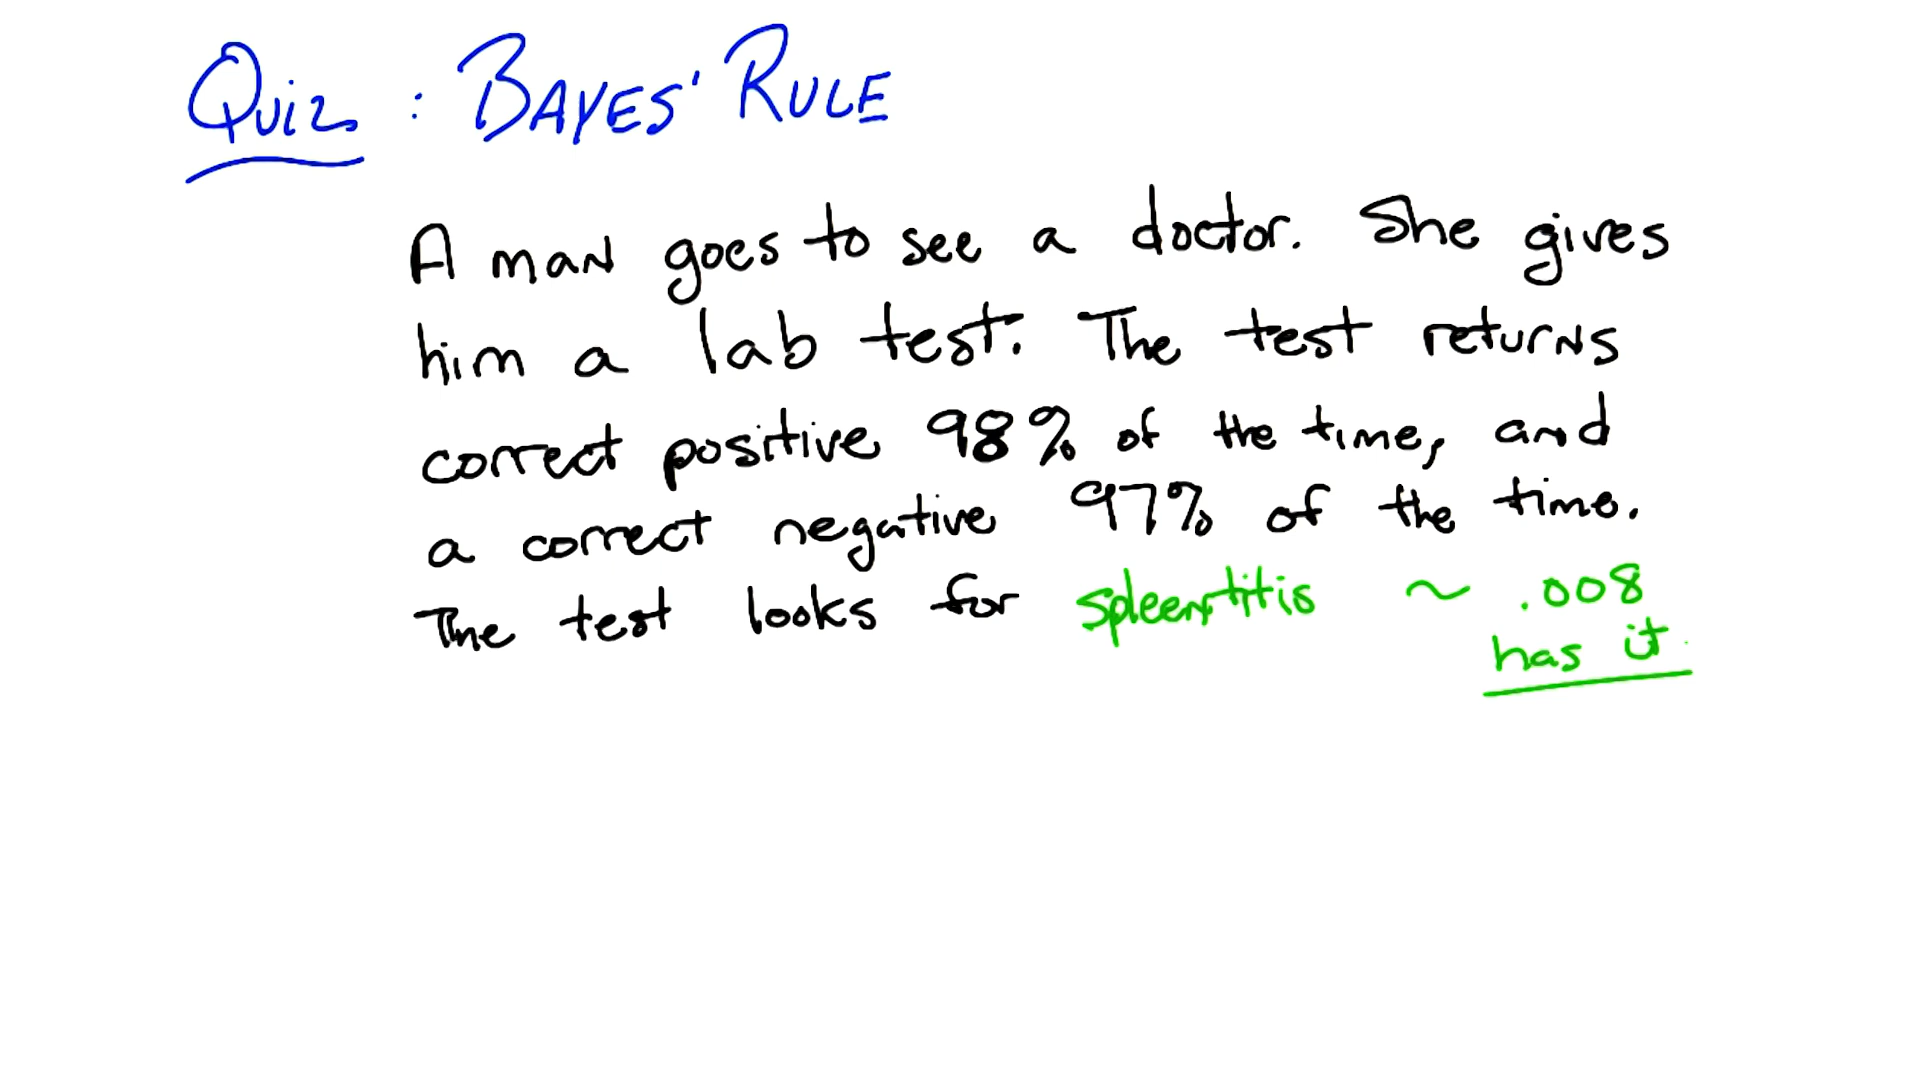 Quiz : BAYES' RULE
A man goes to see a doctor. She gives
him a lab test. The test returns
correct positive 98% of the time, and
a correct negative 97% of the time.
The test looks for spleentitis ~ .008
has it.